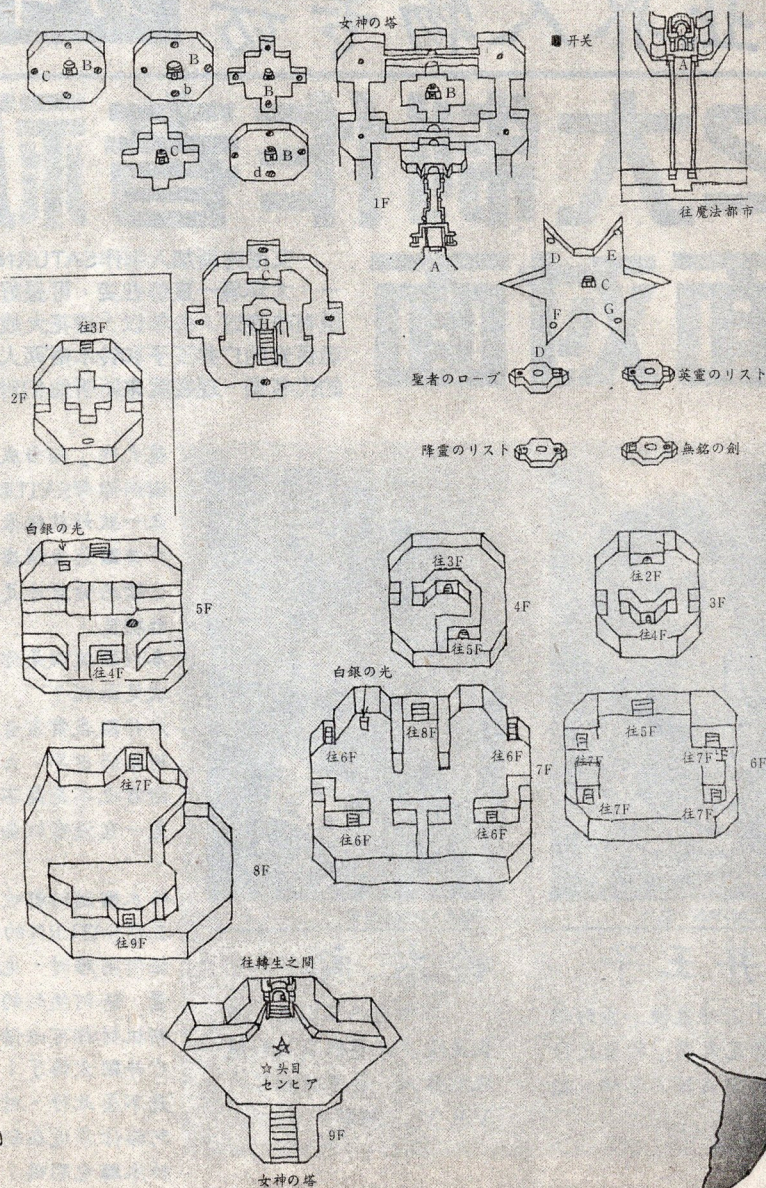 女神の塔
開 开关
C B
B
b
B
B
A
C
d B
1F
A
往魔法都市
C
H
D E
C
F G
D
往3F
2F
聖者のローブ
英霊のリスト
降霊のリスト
無銘の剣
白銀の光
5F
往4F
往3F
4F
往5F
往2F
3F
往4F
白銀の光
往6F 往8F 往6F
7F
往6F 往6F
往5F
往7F 往7F
6F
往7F 往7F
往7F
8F
往9F
往轉生之間
☆头目
センヒア
9F
女神の塔